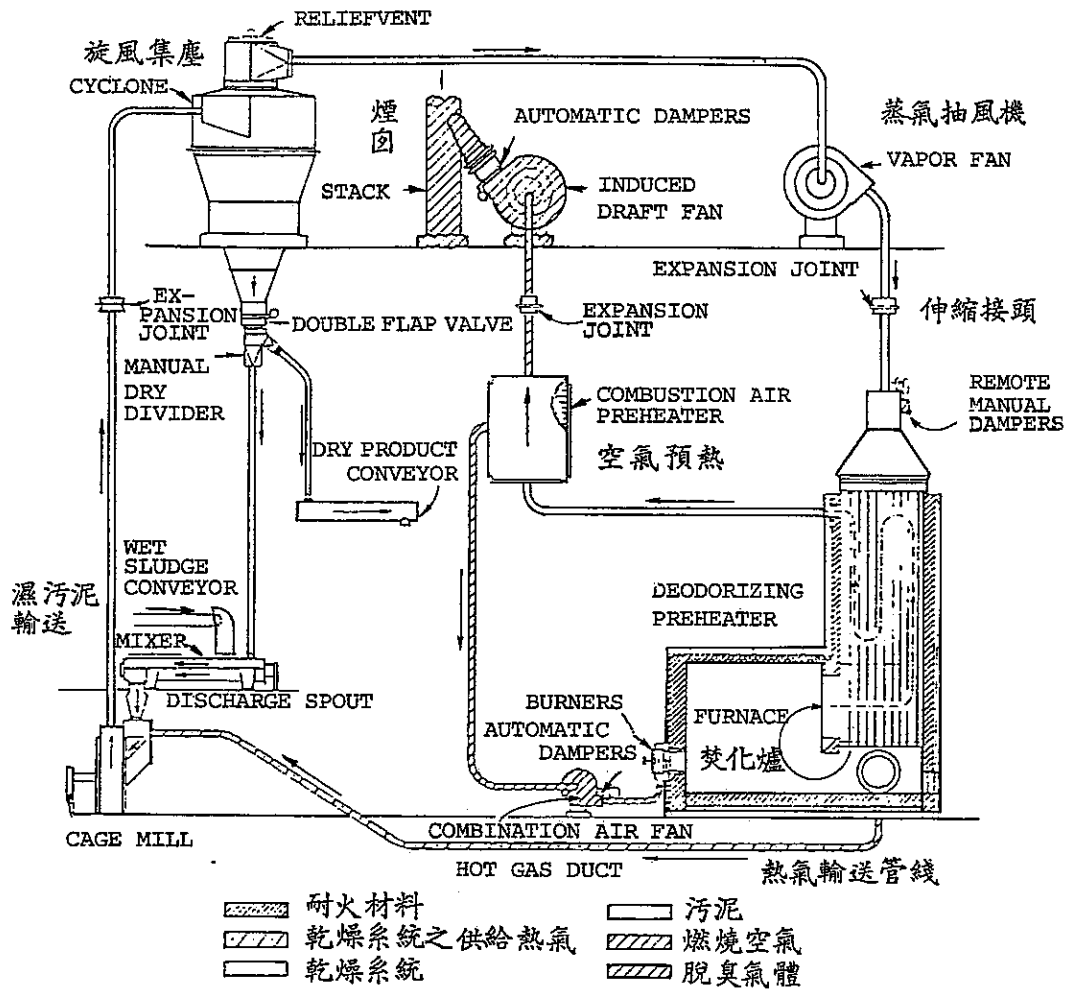 RELIEFVENT
旋風集塵
CYCLONE
煙囪
AUTOMATIC DAMPERS
蒸氣抽風機
VAPOR FAN
STACK
INDUCED
DRAFT FAN
EXPANSION JOINT
EX-
PANSION
JOINT
DOUBLE FLAP VALVE
EXPANSION
JOINT
伸縮接頭
MANUAL
DRY
DIVIDER
COMBUSTION AIR
PREHEATER
空氣預熱
REMOTE
MANUAL
DAMPERS
DRY PRODUCT
CONVEYOR
WET
SLUDGE
CONVEYOR
濕污泥
輸送
MIXER
DEODORIZING
PREHEATER
DISCHARGE SPOUT
BURNERS
AUTOMATIC
DAMPERS
FURNACE
焚化爐
CAGE MILL
COMBINATION AIR FAN
HOT GAS DUCT
熱氣輸送管綫
耐火材料
污泥
乾燥系統之供給熱氣
燃燒空氣
乾燥系統
脫臭氣體